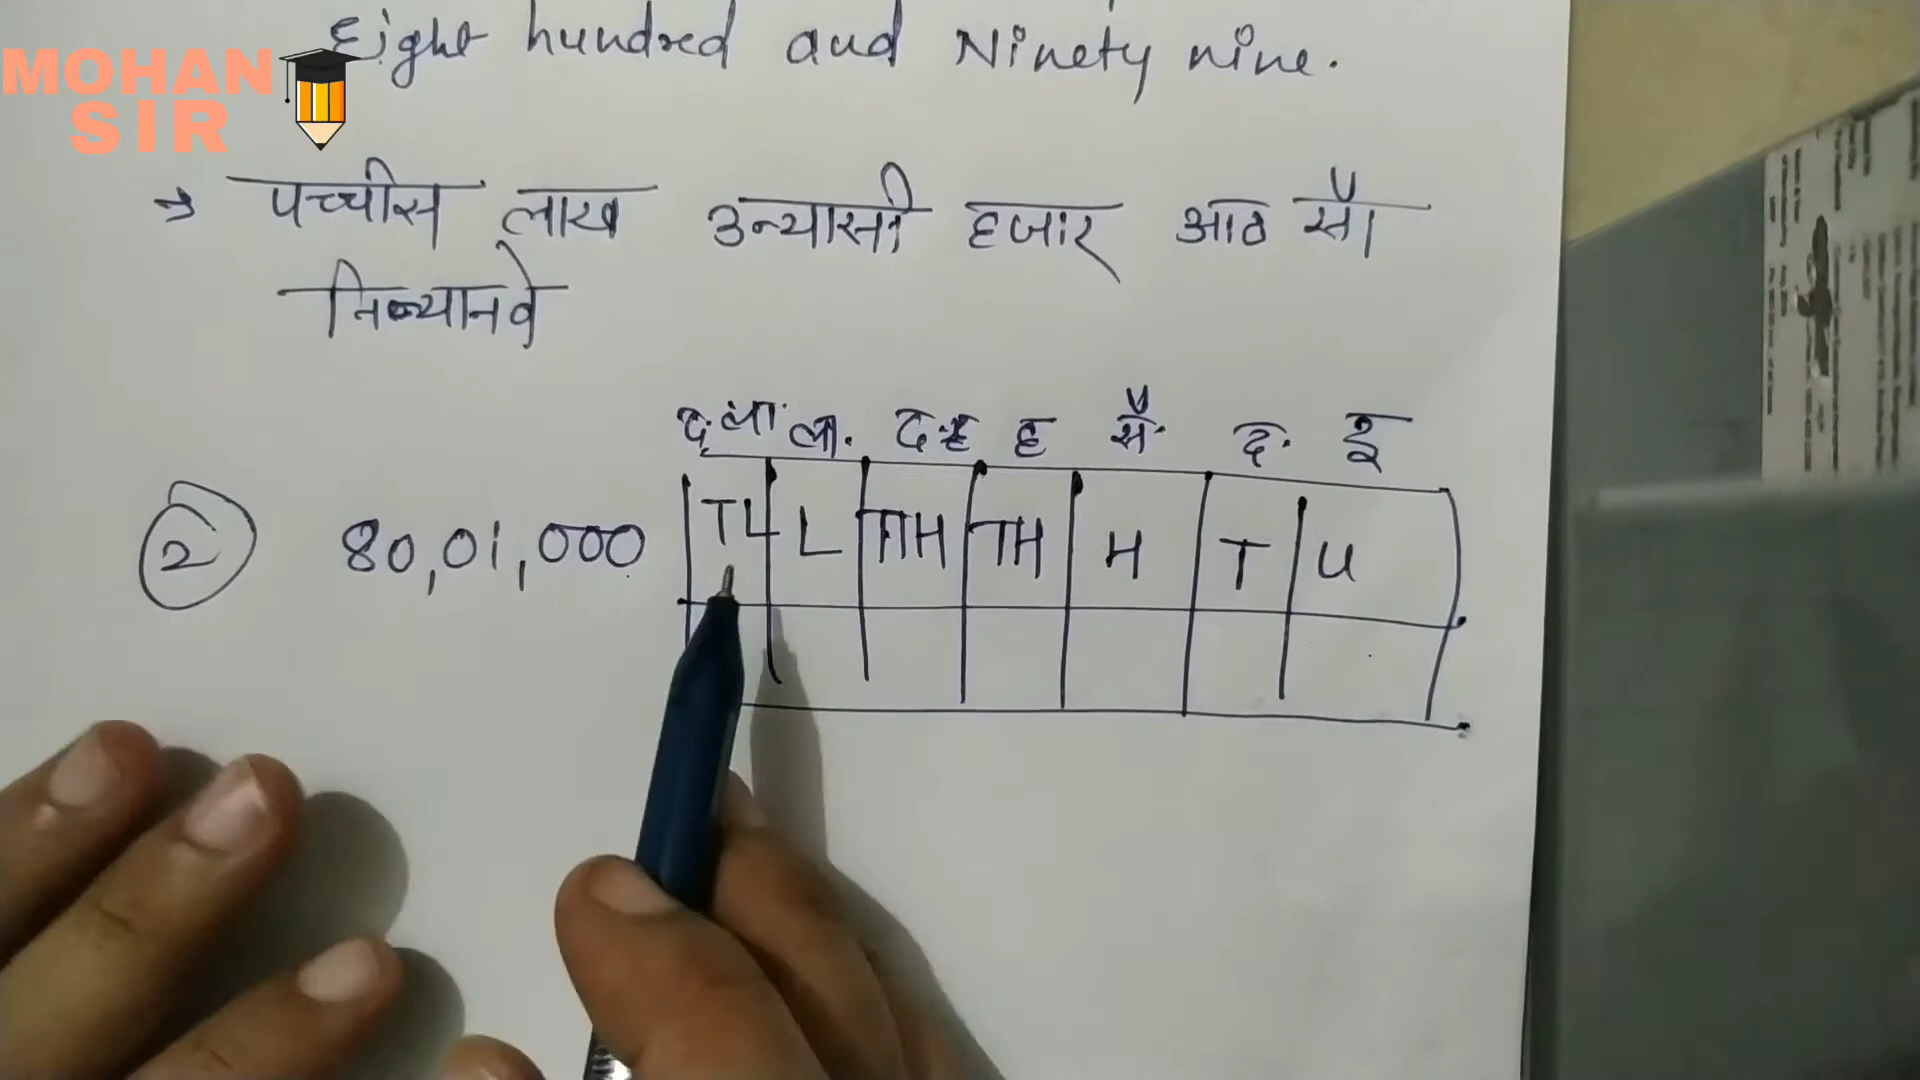 Eight hundred and Ninety nine.
MOHAN
SIR
→ पच्चीस लाख उन्यासी हजार आठ सौ
निन्यानवे
द.ला. ला. द.ह ह सै. द. ई
② 80,01,000 TL L TTH TH H T U